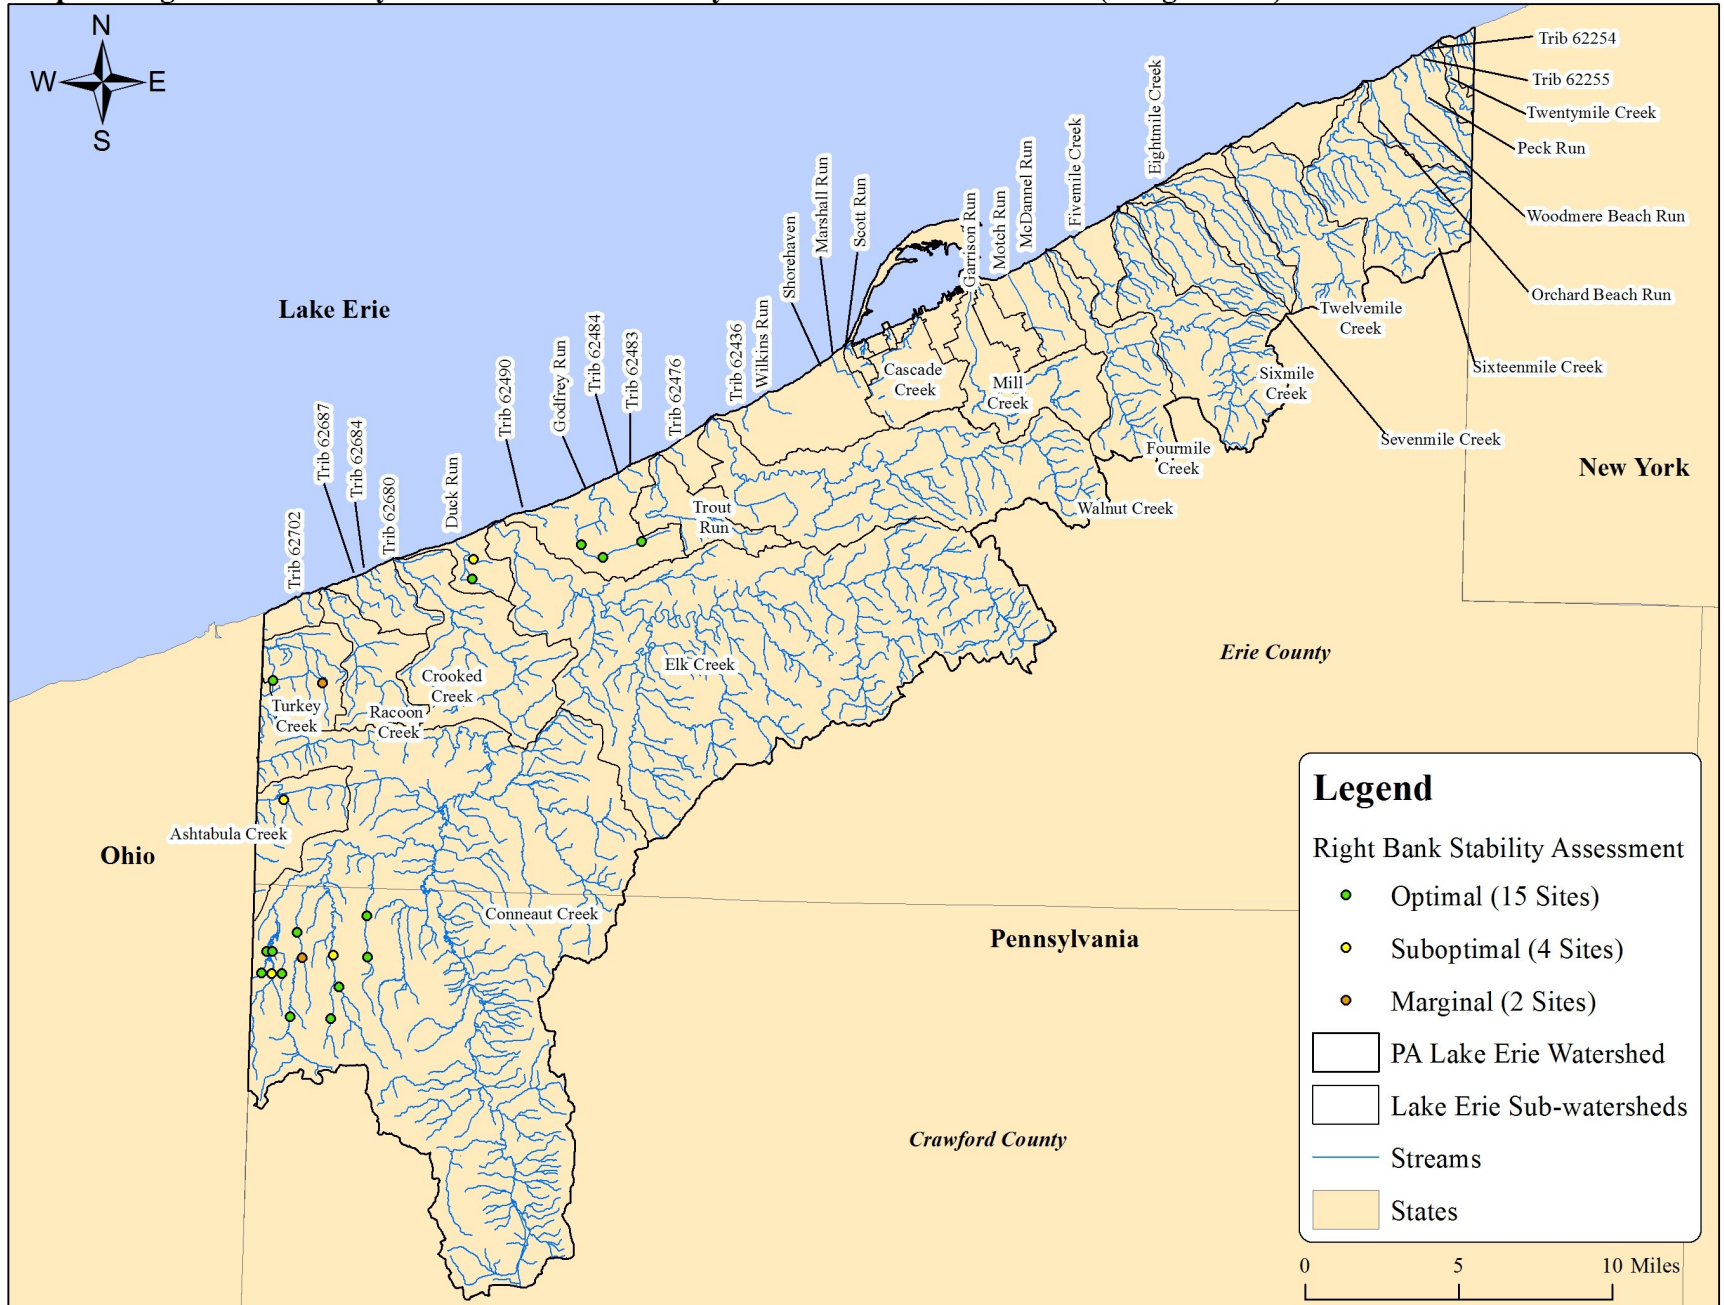 N
W E
S
Trib 62254
Trib 62255
Twentymile Creek
Peck Run
Woodmere Beach Run
Orchard Beach Run
Sixteenmile Creek
Sevenmile Creek
Eightmile Creek
Fivemile Creek
McDannel Run
Motch Run
Garrison Run
Scott Run
Marshall Run
Shorehaven
Wilkins Run
Trib 62436
Trib 62476
Trib 62483
Trib 62484
Godfrey Run
Trib 62490
Duck Run
Trib 62680
Trib 62684
Trib 62687
Trib 62702
Lake Erie
Twelvemile
Creek
Sixmile
Creek
Cascade
Creek
Mill
Creek
Fourmile
Creek
Walnut Creek
Trout
Run
New York
Elk Creek
Erie County
Crooked
Creek
Turkey
Creek
Racoon
Creek
Ashtabula Creek
Ohio
Conneaut Creek
Pennsylvania
Crawford County
Legend
Right Bank Stability Assessment
Optimal (15 Sites)
Suboptimal (4 Sites)
Marginal (2 Sites)
PA Lake Erie Watershed
Lake Erie Sub-watersheds
Streams
States
0 5 10 Miles